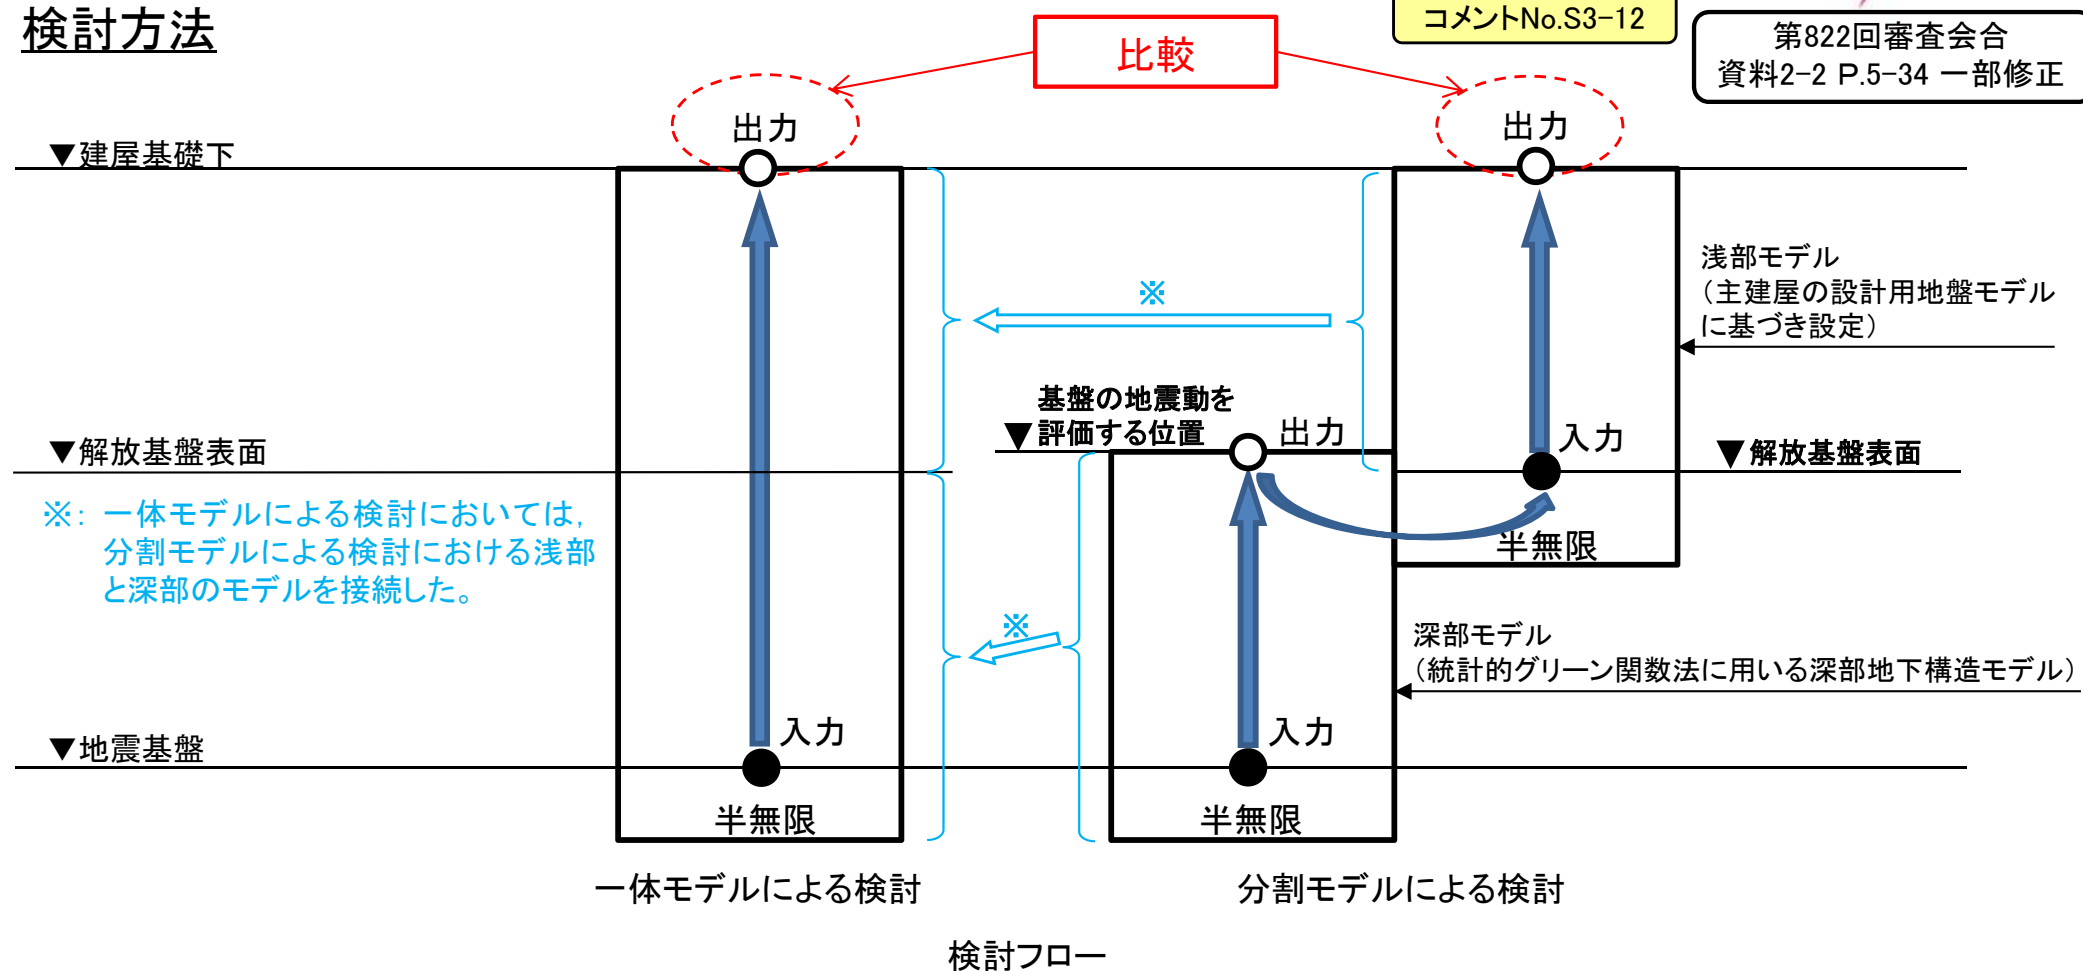 検討方法
コメントNo.S3-12
第822回審査会合
資料2-2 P.5-34 一部修正
比較
出力
出力
▼建屋基礎下
浅部モデル
（主建屋の設計用地盤モデル
に基づき設定）
※
基盤の地震動を
▼評価する位置
出力
入力
▼解放基盤表面
▼解放基盤表面
※： 一体モデルによる検討においては，
分割モデルによる検討における浅部
と深部のモデルを接続した。
半無限
※
深部モデル
（統計的グリーン関数法に用いる深部地下構造モデル）
入力
入力
▼地震基盤
半無限
半無限
一体モデルによる検討
分割モデルによる検討
検討フロー